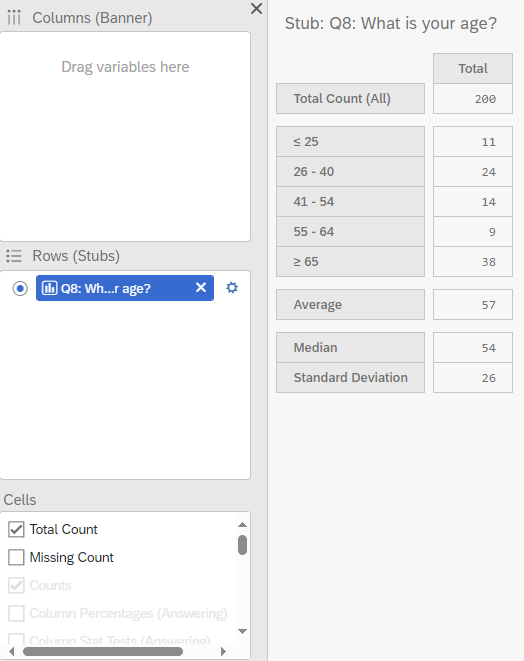 Columns (Banner)
Drag variables here
Rows (Stubs)
Q8: Wh...r age?
Cells
Total Count
Missing Count
Counts
Column Percentages (Answering)
Column Stat Tests (Answering)
Stub: Q8: What is your age?
Total
Total Count (All) 200
≤ 25 11
26 - 40 24
41 - 54 14
55 - 64 9
≥ 65 38
Average 57
Median 54
Standard Deviation 26